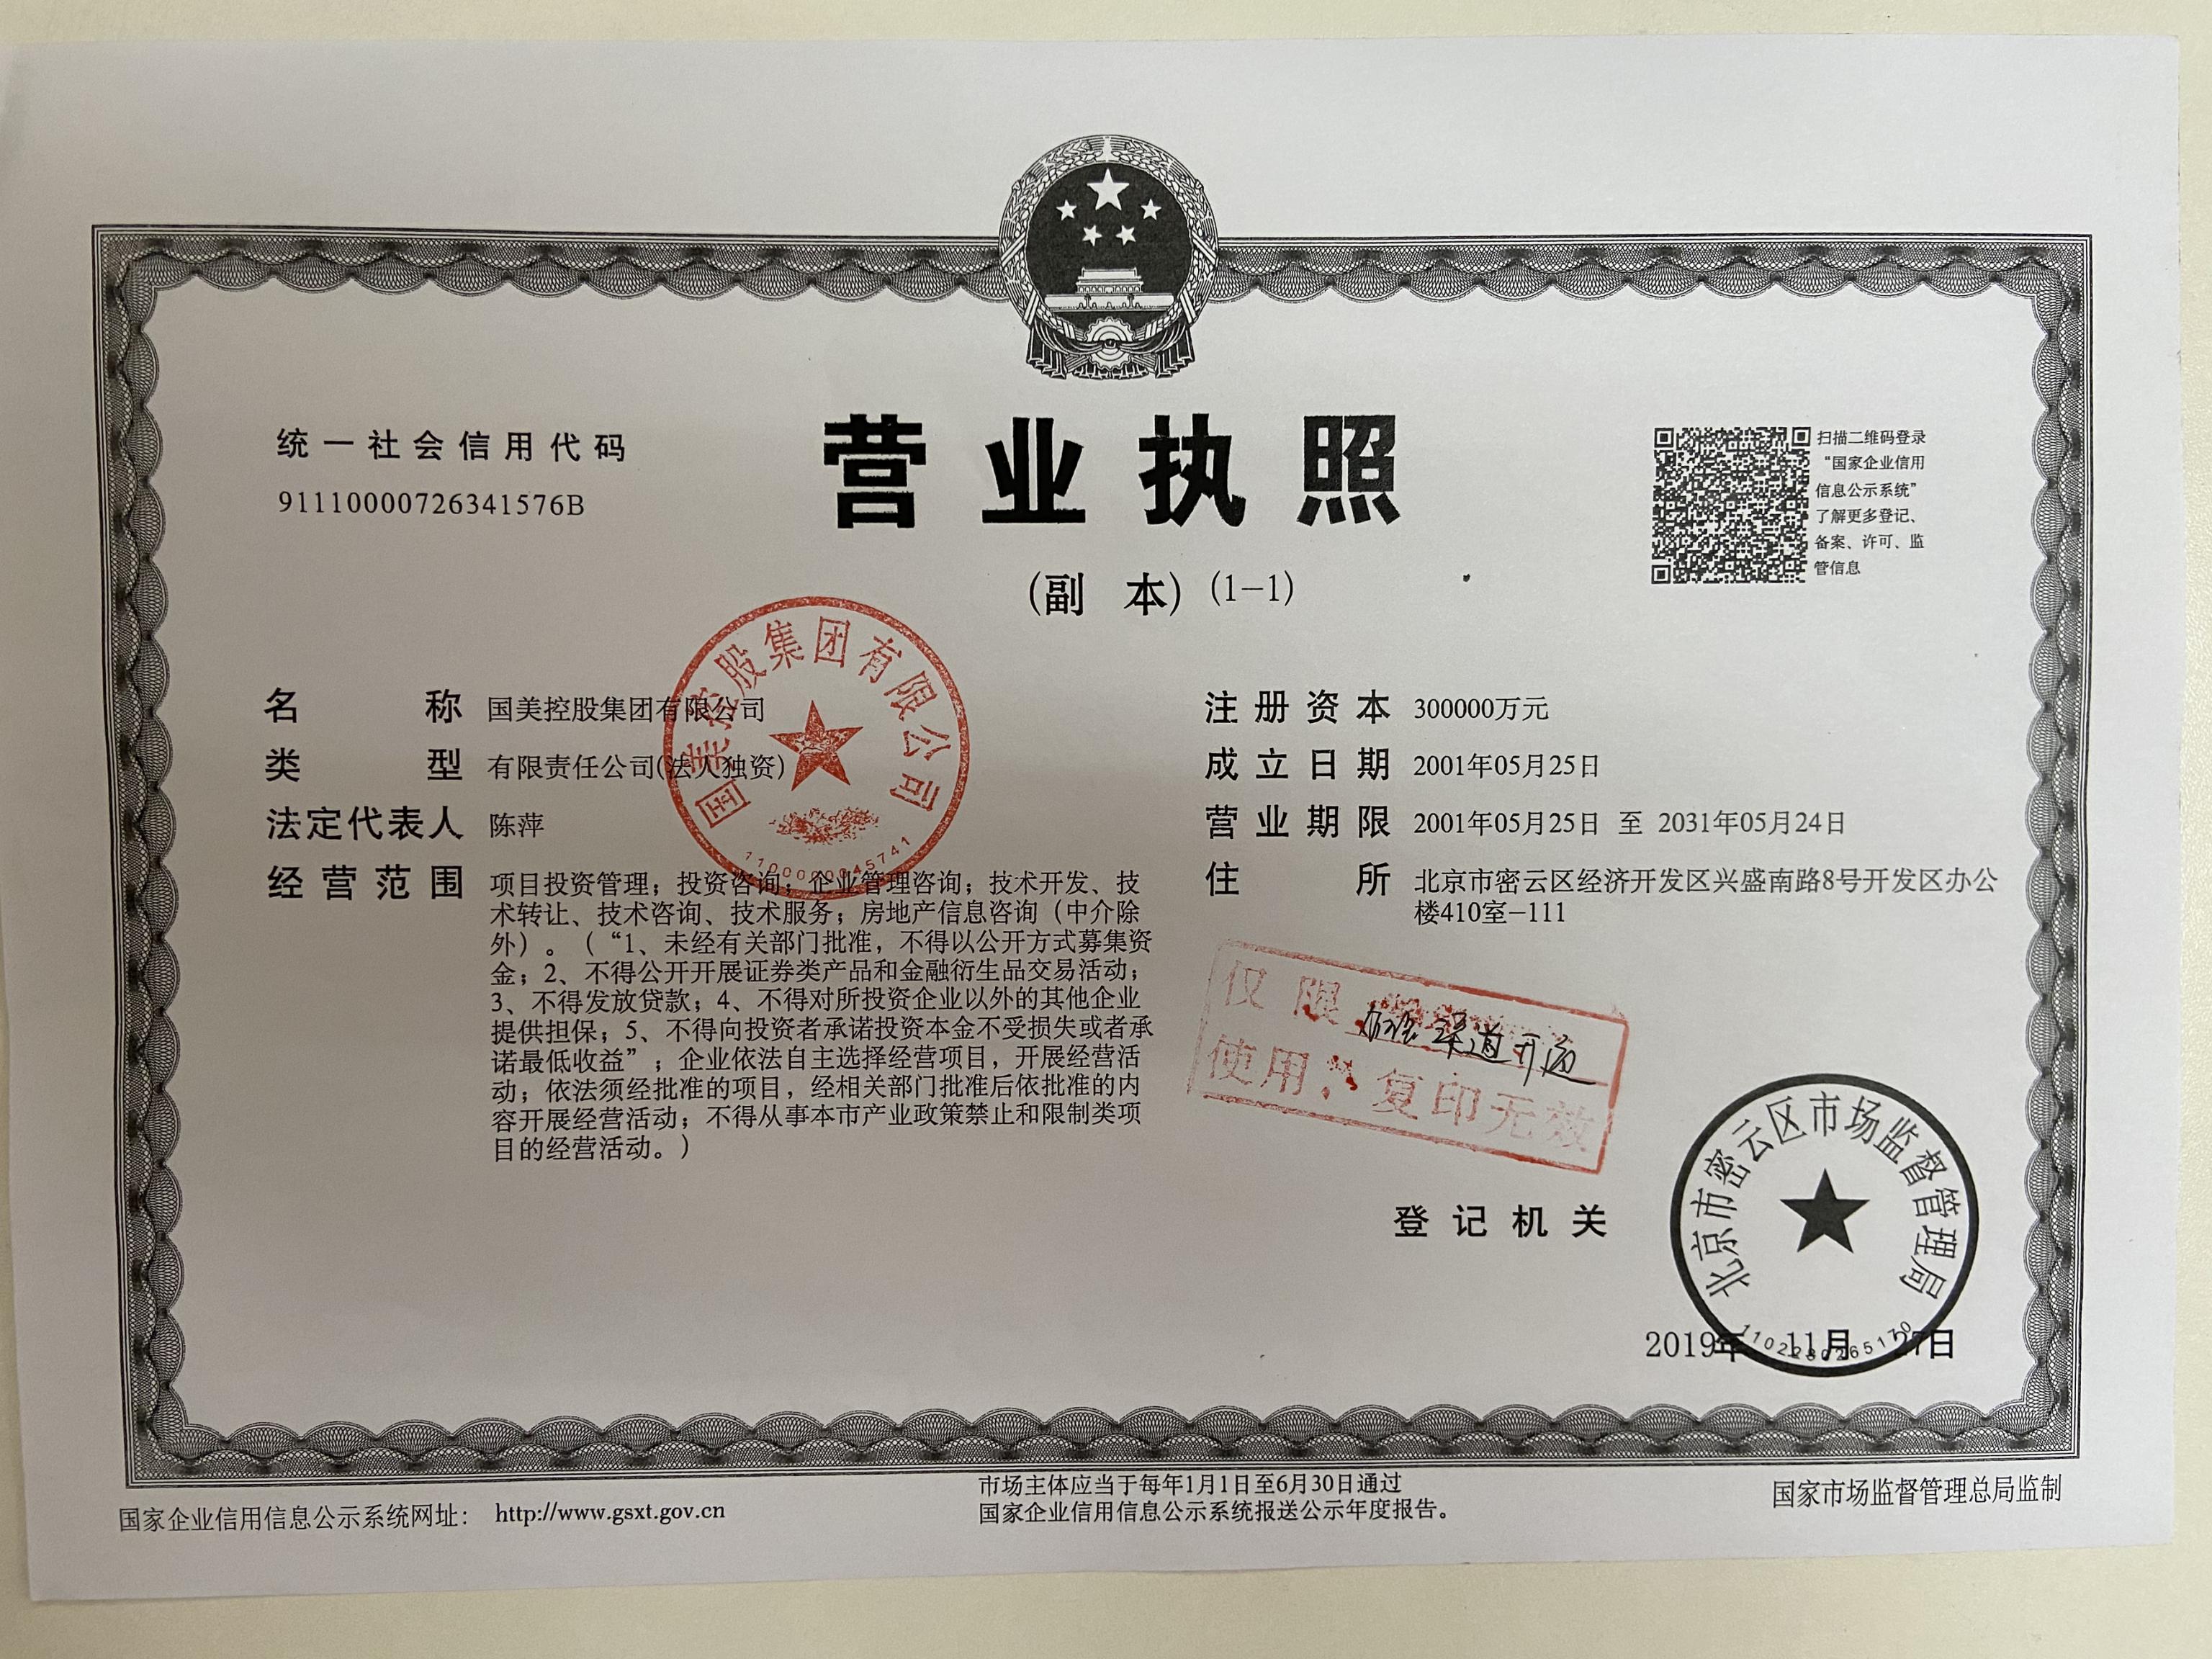 统一社会信用代码
91110000726341576B
营业执照
(副 本) (1-1)
扫描二维码登录
“国家企业信用
信息公示系统”
了解更多登记、
备案、许可、监
管信息
名 称 国美控股集团有限公司
类 型 有限责任公司(法人独资)
法定代表人 陈萍
经营范围 项目投资管理；投资咨询；企业管理咨询；技术开发、技
术转让、技术咨询、技术服务；房地产信息咨询（中介除
外）。（“1、未经有关部门批准，不得以公开方式募集资
金；2、不得公开开展证券类产品和金融衍生品交易活动；
3、不得发放贷款；4、不得对所投资企业以外的其他企业
提供担保；5、不得向投资者承诺投资本金不受损失或者承
诺最低收益”；企业依法自主选择经营项目，开展经营活
动；依法须经批准的项目，经相关部门批准后依批准的内
容开展经营活动；不得从事本市产业政策禁止和限制类项
目的经营活动。）
国美控股集团有限公司
1100000045741
注册资本 300000万元
成立日期 2001年05月25日
营业期限 2001年05月25日 至 2031年05月24日
住 所 北京市密云区经济开发区兴盛南路8号开发区办公
楼410室-111
仅限 渠道开通
使用，复印无效
登记机关
北京市密云区市场监督管理局
2019年 11月 27日
国家企业信用信息公示系统网址： http://www.gsxt.gov.cn
市场主体应当于每年1月1日至6月30日通过
国家企业信用信息公示系统报送公示年度报告。
国家市场监督管理总局监制